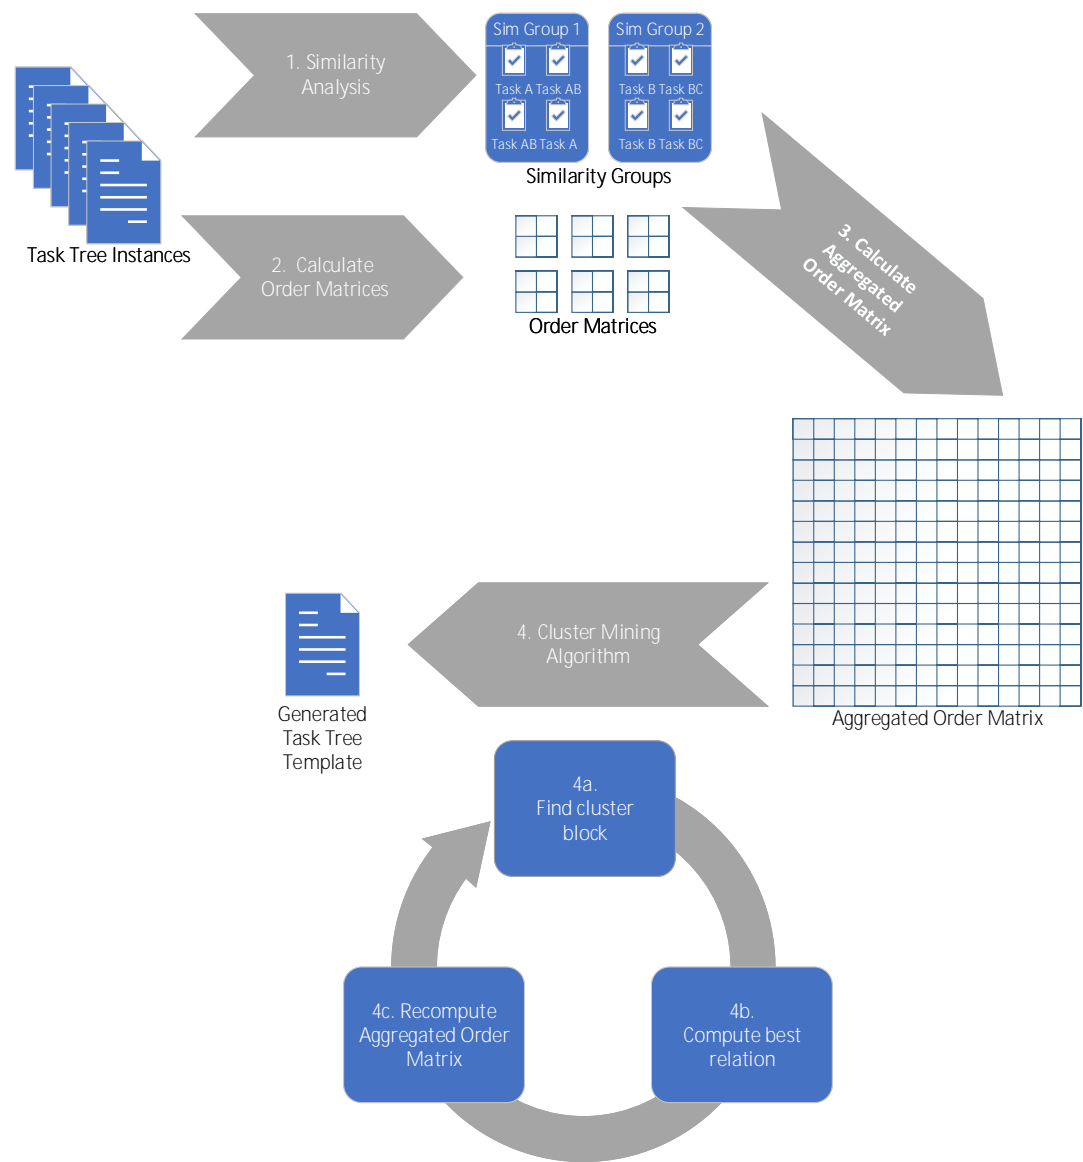 1. Similarity
Analysis
Sim Group 1
Task A Task AB
Task AB Task A
Sim Group 2
Task B Task BC
Task B Task BC
Similarity Groups
Task Tree Instances
2. Calculate
Order Matrices
Order Matrices
3. Calculate
Aggregated
Order Matrix
Aggregated Order Matrix
4. Cluster Mining
Algorithm
Generated
Task Tree
Template
4a.
Find cluster
block
4b.
Compute best
relation
4c. Recompute
Aggregated Order
Matrix